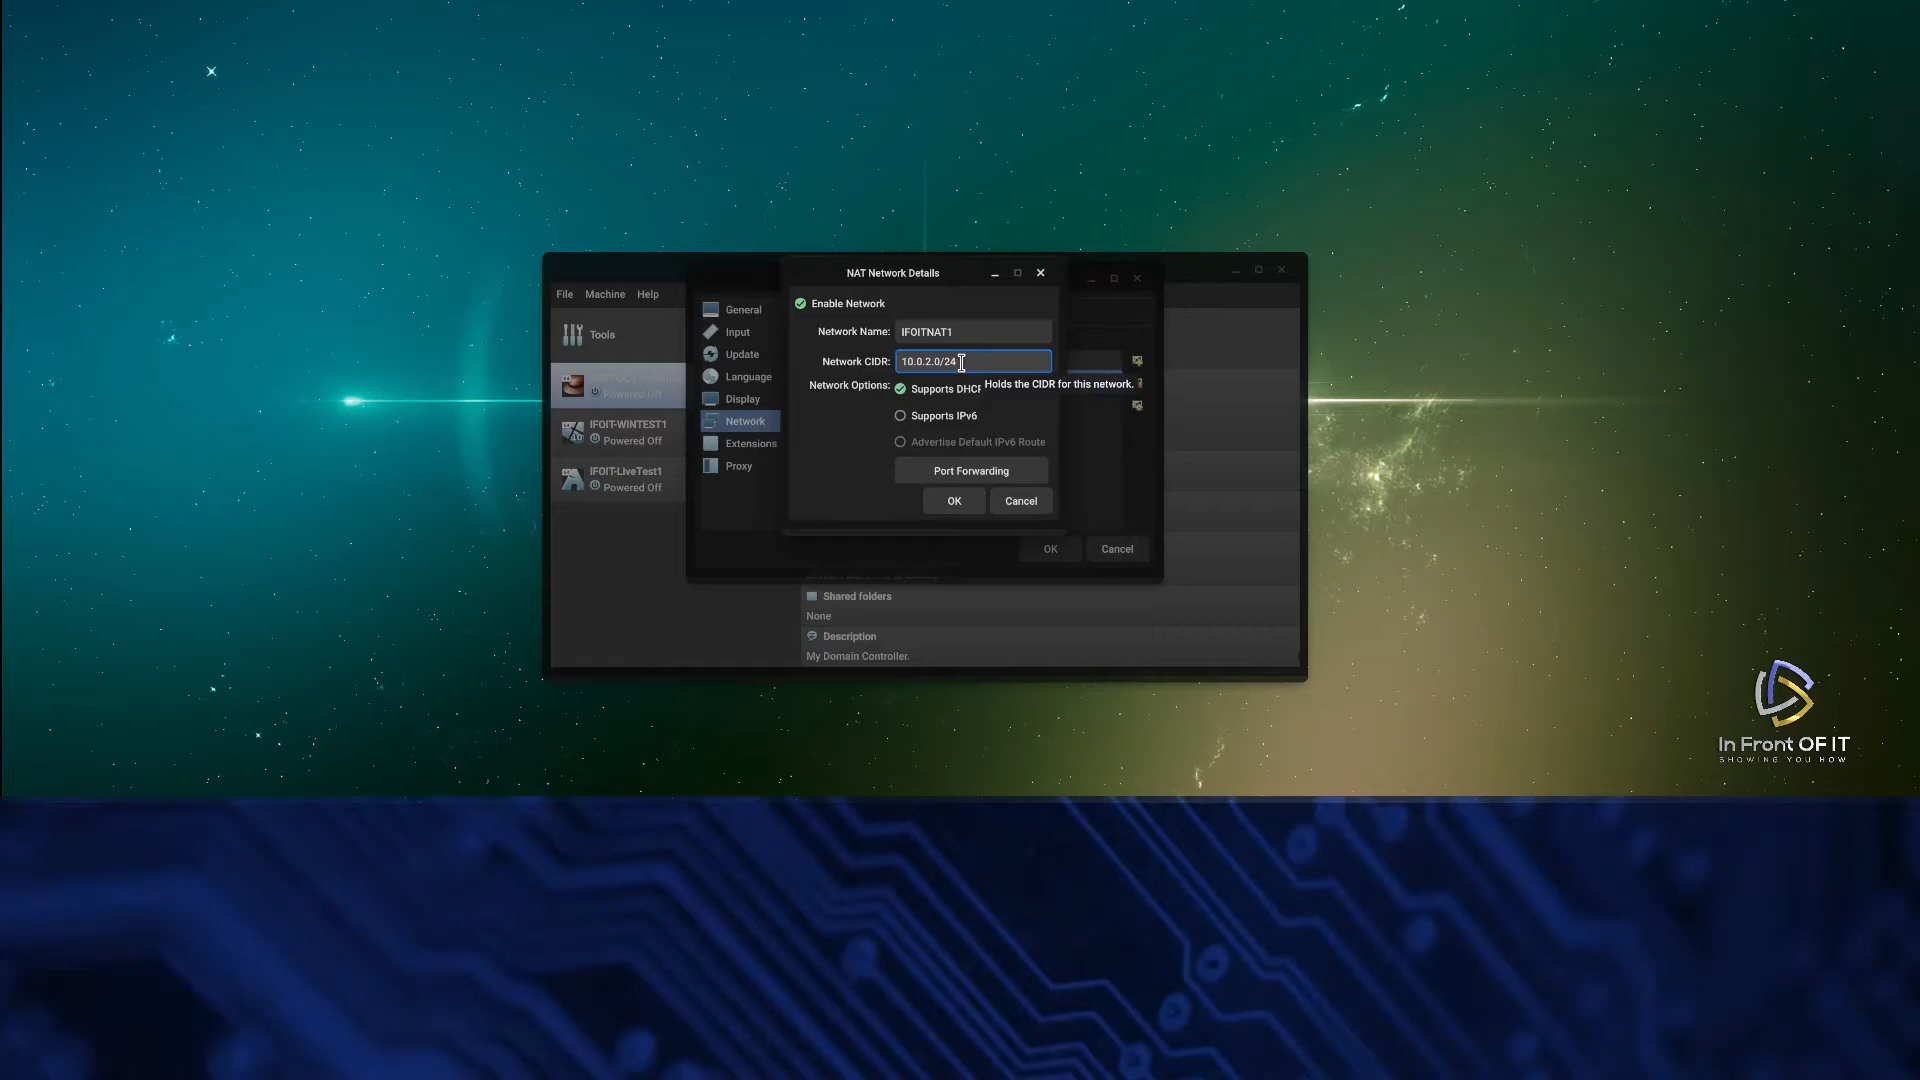 NAT Network Details
File Machine Help
Tools
Powered Off
IFOIT-WINTEST1
Powered Off
IFOIT-LiveTest1
Powered Off
General
Input
Update
Language
Display
Network
Extensions
Proxy
Enable Network
Network Name: IFOITNAT1
Network CIDR: 10.0.2.0/24
Network Options: Supports DHCP
Holds the CIDR for this network.
Supports IPv6
Advertise Default IPv6 Route
Port Forwarding
OK Cancel
OK Cancel
Shared folders
None
Description
My Domain Controller.
In Front OF IT
SHOWING YOU HOW